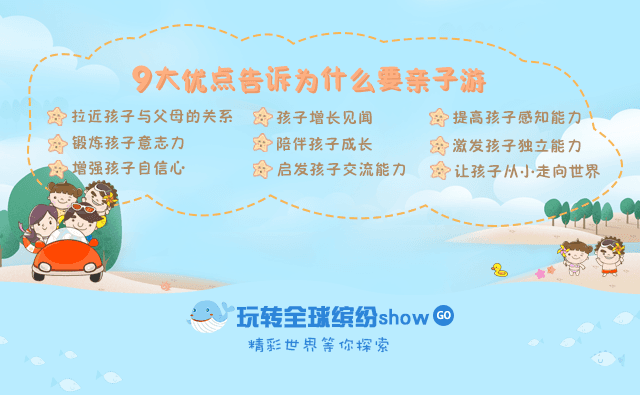 9大优点告诉为什么要亲子游
拉近孩子与父母的关系 孩子增长见闻 提高孩子感知能力
锻炼孩子意志力 陪伴孩子成长 激发孩子独立能力
增强孩子自信心 启发孩子交流能力 让孩子从小走向世界
玩转全球缤纷show GO
精彩世界等你探索